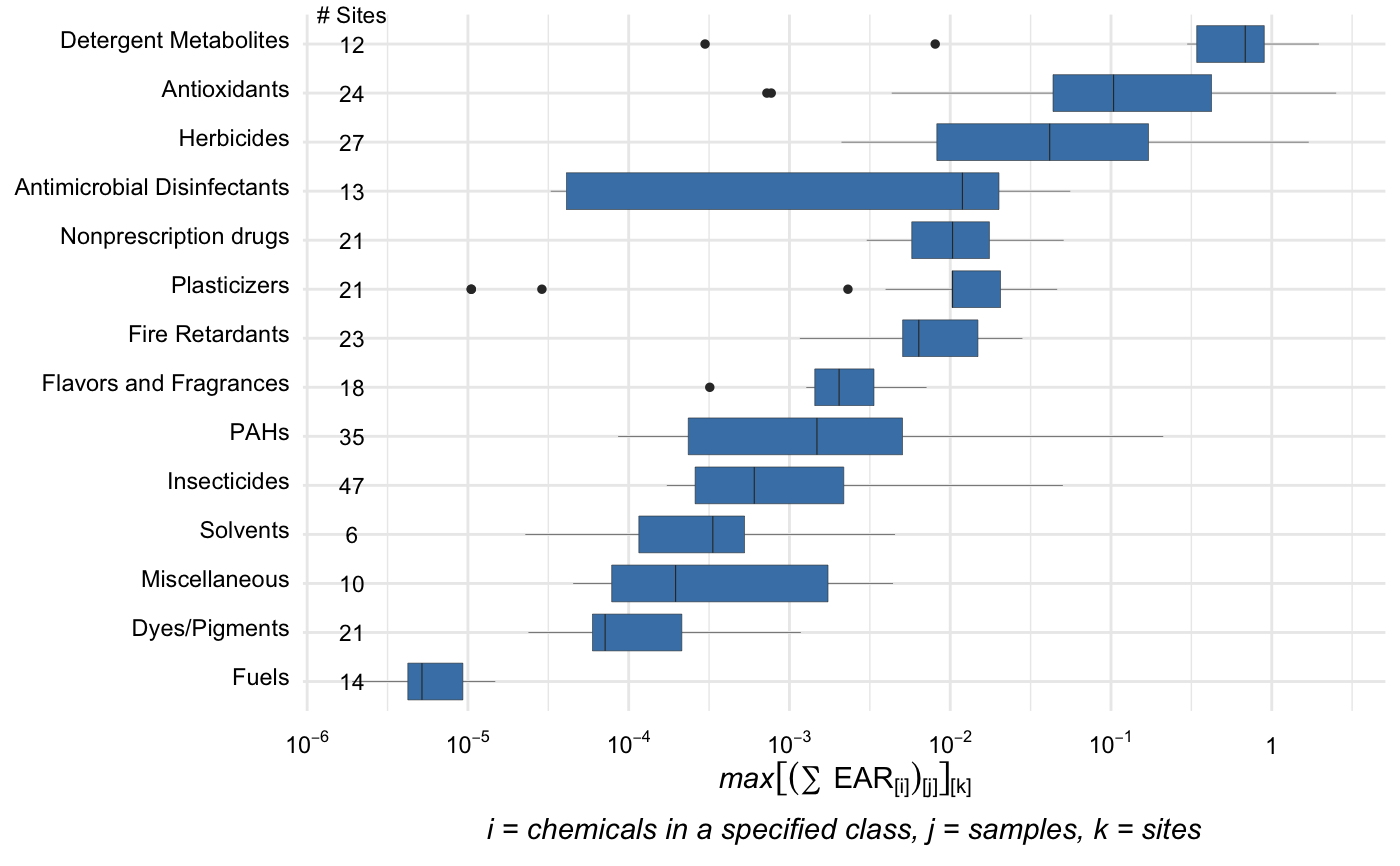 # Sites
Detergent Metabolites 12
Antioxidants 24
Herbicides 27
Antimicrobial Disinfectants 13
Nonprescription drugs 21
Plasticizers 21
Fire Retardants 23
Flavors and Fragrances 18
PAHs 35
Insecticides 47
Solvents 6
Miscellaneous 10
Dyes/Pigments 21
Fuels 14
10⁻⁶ 10⁻⁵ 10⁻⁴ 10⁻³ 10⁻² 10⁻¹ 1
max[(∑ EAR[i])[j]][k]
i = chemicals in a specified class, j = samples, k = sites